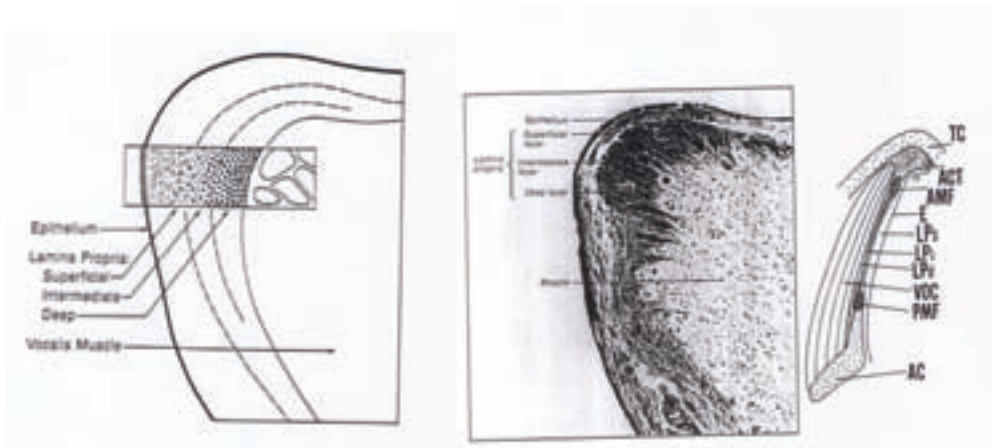 Epithelium
Lamina Propria:
Superficial
Intermediate
Deep
Vocalis Muscle
Epithelium
Superficial
layer
Lamina
propria
Intermediate
layer
Deep layer
Muscle
TC
ACT
AMF
E
LP
LP
LP
VOC
PMF
AC